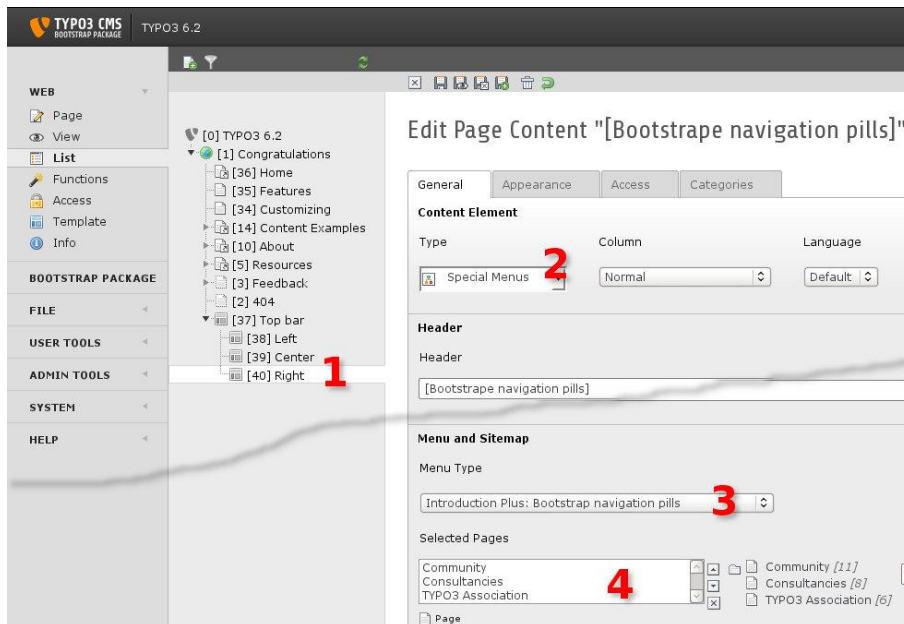 TYPO3 CMS
BOOTSTRAP PACKAGE
TYPO3 6.2
WEB
Page
View
List
Functions
Access
Template
Info
BOOTSTRAP PACKAGE
FILE
USER TOOLS
ADMIN TOOLS
SYSTEM
HELP
[0] TYPO3 6.2
[1] Congratulations
[36] Home
[35] Features
[34] Customizing
[14] Content Examples
[10] About
[5] Resources
[3] Feedback
[2] 404
[37] Top bar
[38] Left
[39] Center
[40] Right
1
Edit Page Content "[Bootstrape navigation pills]"
General Appearance Access Categories
Content Element
Type Column Language
Special Menus 2 Normal Default
Header
Header
[Bootstrape navigation pills]
Menu and Sitemap
Menu Type
Introduction Plus: Bootstrap navigation pills 3
Selected Pages
Community
Consultancies
TYPO3 Association
4
Community [11]
Consultancies [8]
TYPO3 Association [6]
Page